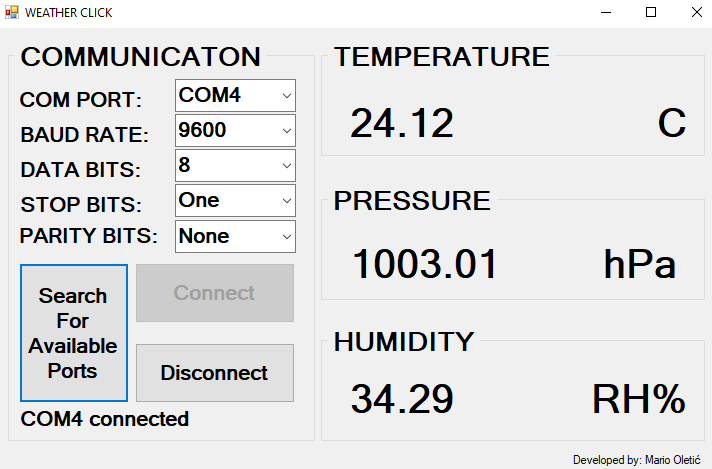 WEATHER CLICK
COMMUNICATON
COM PORT: COM4
BAUD RATE: 9600
DATA BITS: 8
STOP BITS: One
PARITY BITS: None
Search
For
Available
Ports
Connect
Disconnect
COM4 connected
TEMPERATURE
24.12 C
PRESSURE
1003.01 hPa
HUMIDITY
34.29 RH%
Developed by: Mario Oletić